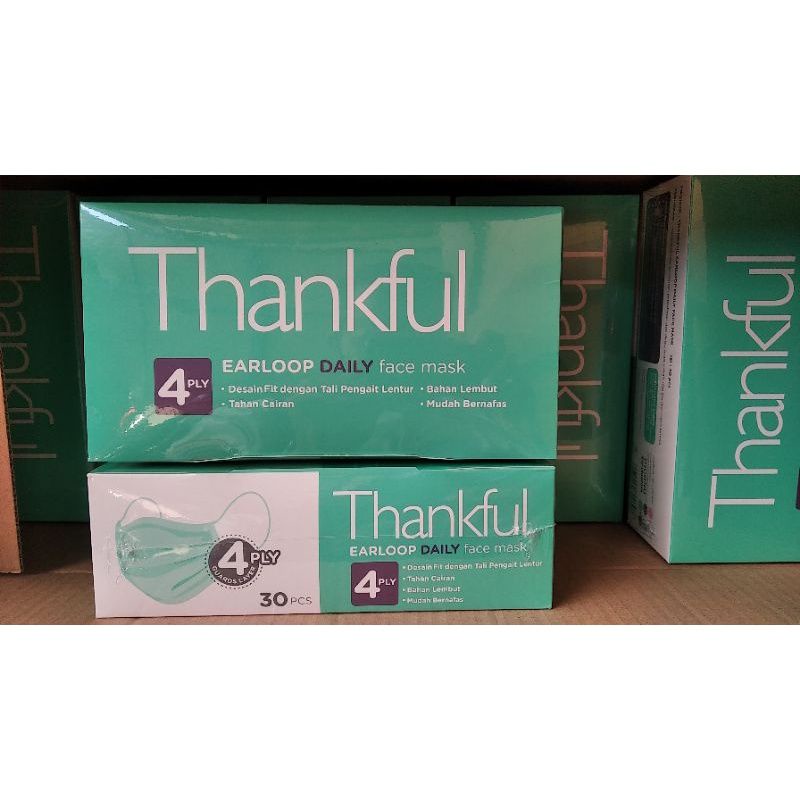 Thankful
4 PLY
EARLOOP DAILY face mask
• Desain Fit dengan Tali Pengait Lentur
• Bahan Lembut
• Tahan Cairan
• Mudah Bernafas
4 PLY
GUARDS LAYER
30 PCS
Thankful
EARLOOP DAILY face mask
4 PLY
• Desain Fit dengan Tali Pengait Lentur
• Tahan Cairan
• Bahan Lembut
• Mudah Bernafas
Thankful
Thankful
Thankful